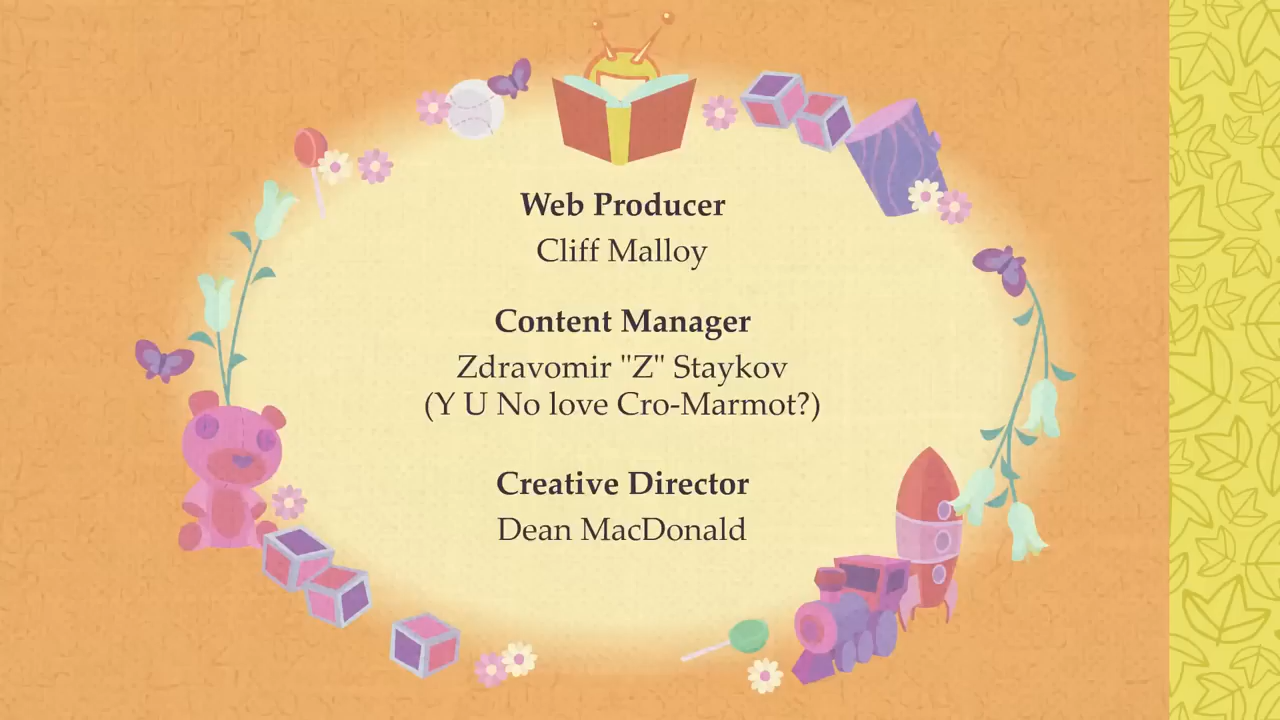 Web Producer
Cliff Malloy
Content Manager
Zdravomir "Z" Staykov
(Y U No love Cro-Marmot?)
Creative Director
Dean MacDonald